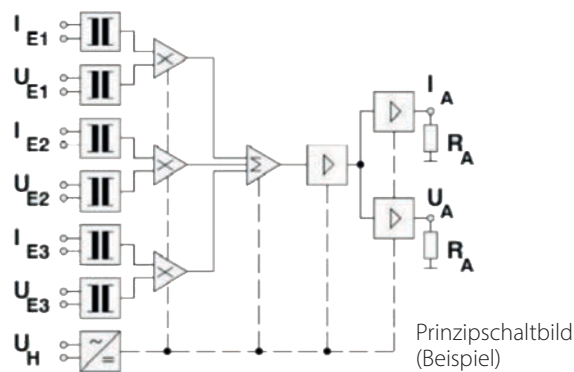 I E1
U E1
I E2
U E2
I E3
U E3
U H
~
=
×
×
×
Σ
I A
R A
U A
R A
Prinzipschaltbild
(Beispiel)